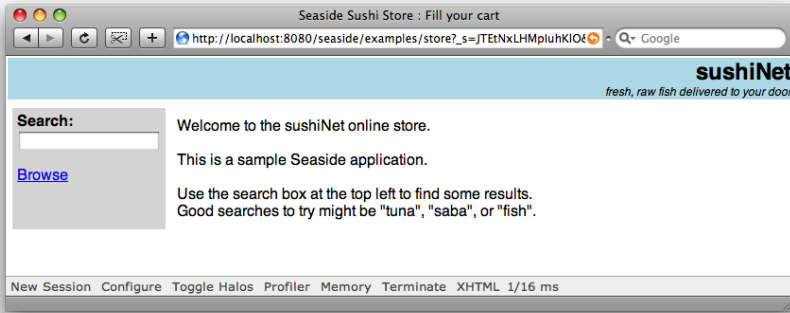 Seaside Sushi Store : Fill your cart
http://localhost:8080/seaside/examples/store?_s=JTEtNxLHMpluhKlO&
Google
sushiNet
fresh, raw fish delivered to your door
Search:
Browse
Welcome to the sushiNet online store.
This is a sample Seaside application.
Use the search box at the top left to find some results.
Good searches to try might be "tuna", "saba", or "fish".
New Session Configure Toggle Halos Profiler Memory Terminate XHTML 1/16 ms